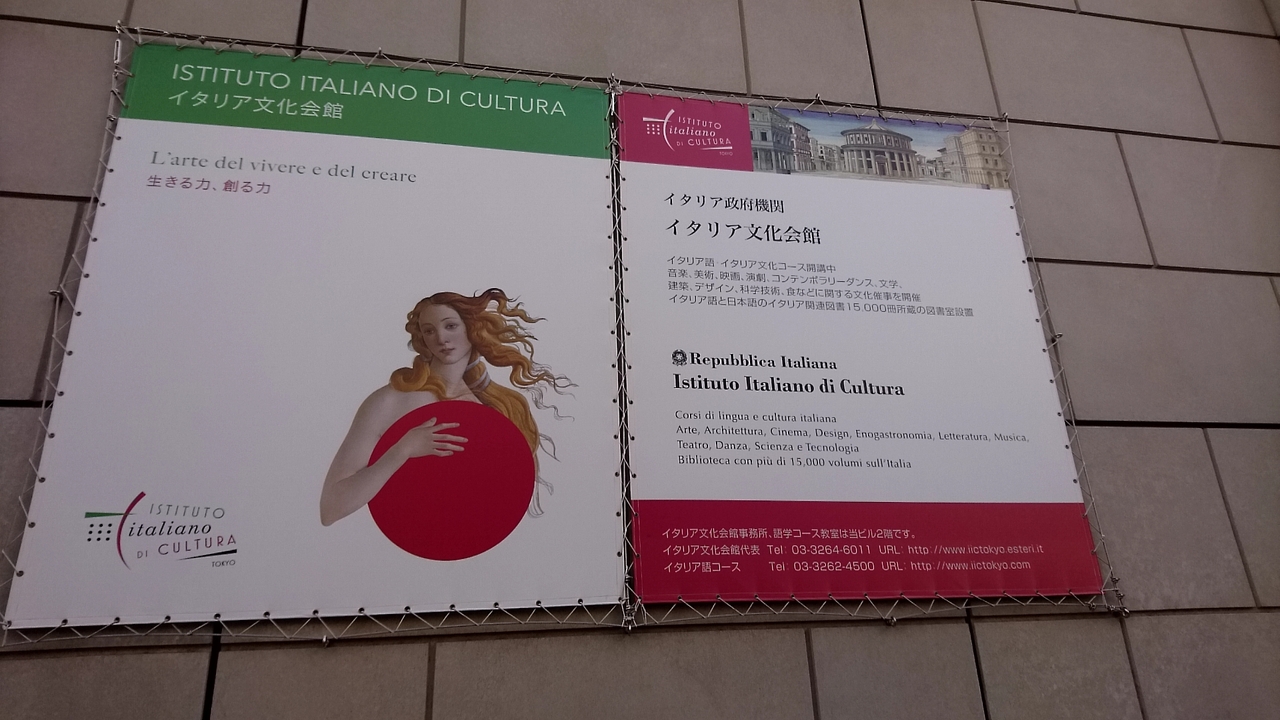 ISTITUTO ITALIANO DI CULTURA
イタリア文化会館
L'arte del vivere e del creare
生きる力、創る力
ISTITUTO
italiano
DI CULTURA
TOKYO
ISTITUTO
italiano
DI CULTURA
TOKYO
イタリア政府機関
イタリア文化会館
イタリア語・イタリア文化コース開講中
音楽、美術、映画、演劇、コンテンポラリーダンス、文学、
建築、デザイン、科学技術、食などに関する文化催事を開催
イタリア語と日本語のイタリア関連図書15,000冊所蔵の図書室設置
Repubblica Italiana
Istituto Italiano di Cultura
Corsi di lingua e cultura italiana
Arte, Architettura, Cinema, Design, Enogastronomia, Letteratura, Musica,
Teatro, Danza, Scienza e Tecnologia
Biblioteca con più di 15,000 volumi sull'Italia
イタリア文化会館事務所、語学コース教室は当ビル2階です。
イタリア文化会館代表 Tel: 03-3264-6011 URL: http://www.iictokyo.esteri.it
イタリア語コース Tel: 03-3262-4500 URL: http://www.iictokyo.com